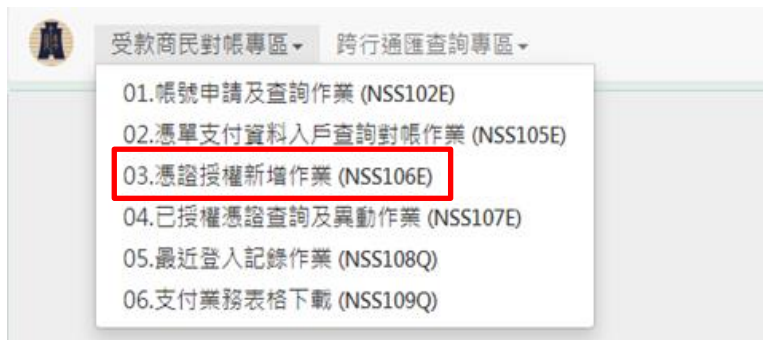 受款商民對帳專區▾ 跨行通匯查詢專區▾
01.帳號申請及查詢作業 (NSS102E)
02.憑單支付資料入戶查詢對帳作業 (NSS105E)
03.憑證授權新增作業 (NSS106E)
04.已授權憑證查詢及異動作業 (NSS107E)
05.最近登入記錄作業 (NSS108Q)
06.支付業務表格下載 (NSS109Q)